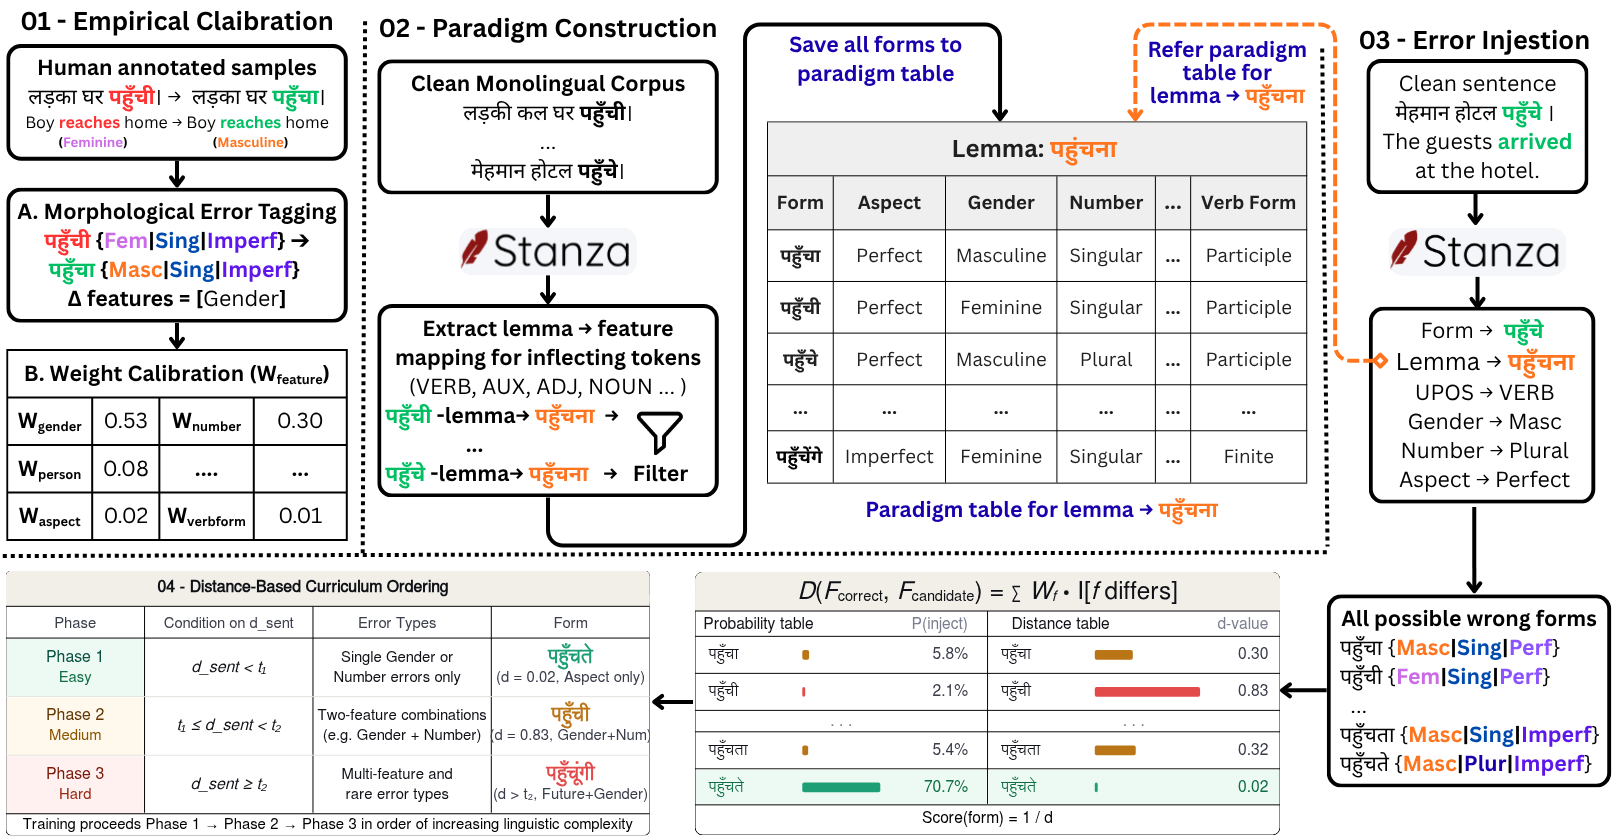 01 - Empirical Claibration
Human annotated samples
लड़का घर पहुँची। → लड़का घर पहुँचा।
Boy reaches home → Boy reaches home
(Feminine) (Masculine)
A. Morphological Error Tagging
पहुँची {Fem|Sing|Imperf} →
पहुँचा {Masc|Sing|Imperf}
Δ features = [Gender]
B. Weight Calibration (Wfeature)
Wgender 0.53 Wnumber 0.30
Wperson 0.08 .... ...
Waspect 0.02 Wverbform 0.01
02 - Paradigm Construction
Clean Monolingual Corpus
लड़की कल घर पहुँची।
...
मेहमान होटल पहुँचे।
Stanza
Extract lemma → feature
mapping for inflecting tokens
(VERB, AUX, ADJ, NOUN ... )
पहुँची -lemma→ पहुँचना →
...
पहुँचे -lemma→ पहुँचना → Filter
Save all forms to
paradigm table
Refer paradigm
table for
lemma → पहुँचना
Lemma: पहुंचना
Form Aspect Gender Number ... Verb Form
पहुँचा Perfect Masculine Singular ... Participle
पहुँची Perfect Feminine Singular ... Participle
पहुँचे Perfect Masculine Plural ... Participle
... ... ... ... ... ...
पहुँचेंगे Imperfect Feminine Singular ... Finite
Paradigm table for lemma → पहुँचना
03 - Error Injestion
Clean sentence
मेहमान होटल पहुँचे ।
The guests arrived
at the hotel.
Stanza
Form → पहुँचे
Lemma → पहुँचना
UPOS → VERB
Gender → Masc
Number → Plural
Aspect → Perfect
All possible wrong forms
पहुँचा {Masc|Sing|Perf}
पहुँची {Fem|Sing|Perf}
...
पहुँचता {Masc|Sing|Imperf}
पहुँचते {Masc|Plur|Imperf}
D(Fcorrect, Fcandidate) = ∑ Wf • I[f differs]
Probability table P(inject) Distance table d-value
पहुँचा 5.8% पहुँचा 0.30
पहुँची 2.1% पहुँची 0.83
... ...
पहुँचता 5.4% पहुँचता 0.32
पहुँचते 70.7% पहुँचते 0.02
Score(form) = 1 / d
04 - Distance-Based Curriculum Ordering
Phase Condition on d_sent Error Types Form
Phase 1
Easy
d_sent < t₁
Single Gender or
Number errors only
पहुँचते
(d = 0.02, Aspect only)
Phase 2
Medium
t₁ ≤ d_sent < t₂
Two-feature combinations
(e.g. Gender + Number)
पहुँची
(d = 0.83, Gender+Num)
Phase 3
Hard
d_sent ≥ t₂
Multi-feature and
rare error types
पहुँचूंगी
(d > t₂, Future+Gender)
Training proceeds Phase 1 → Phase 2 → Phase 3 in order of increasing linguistic complexity